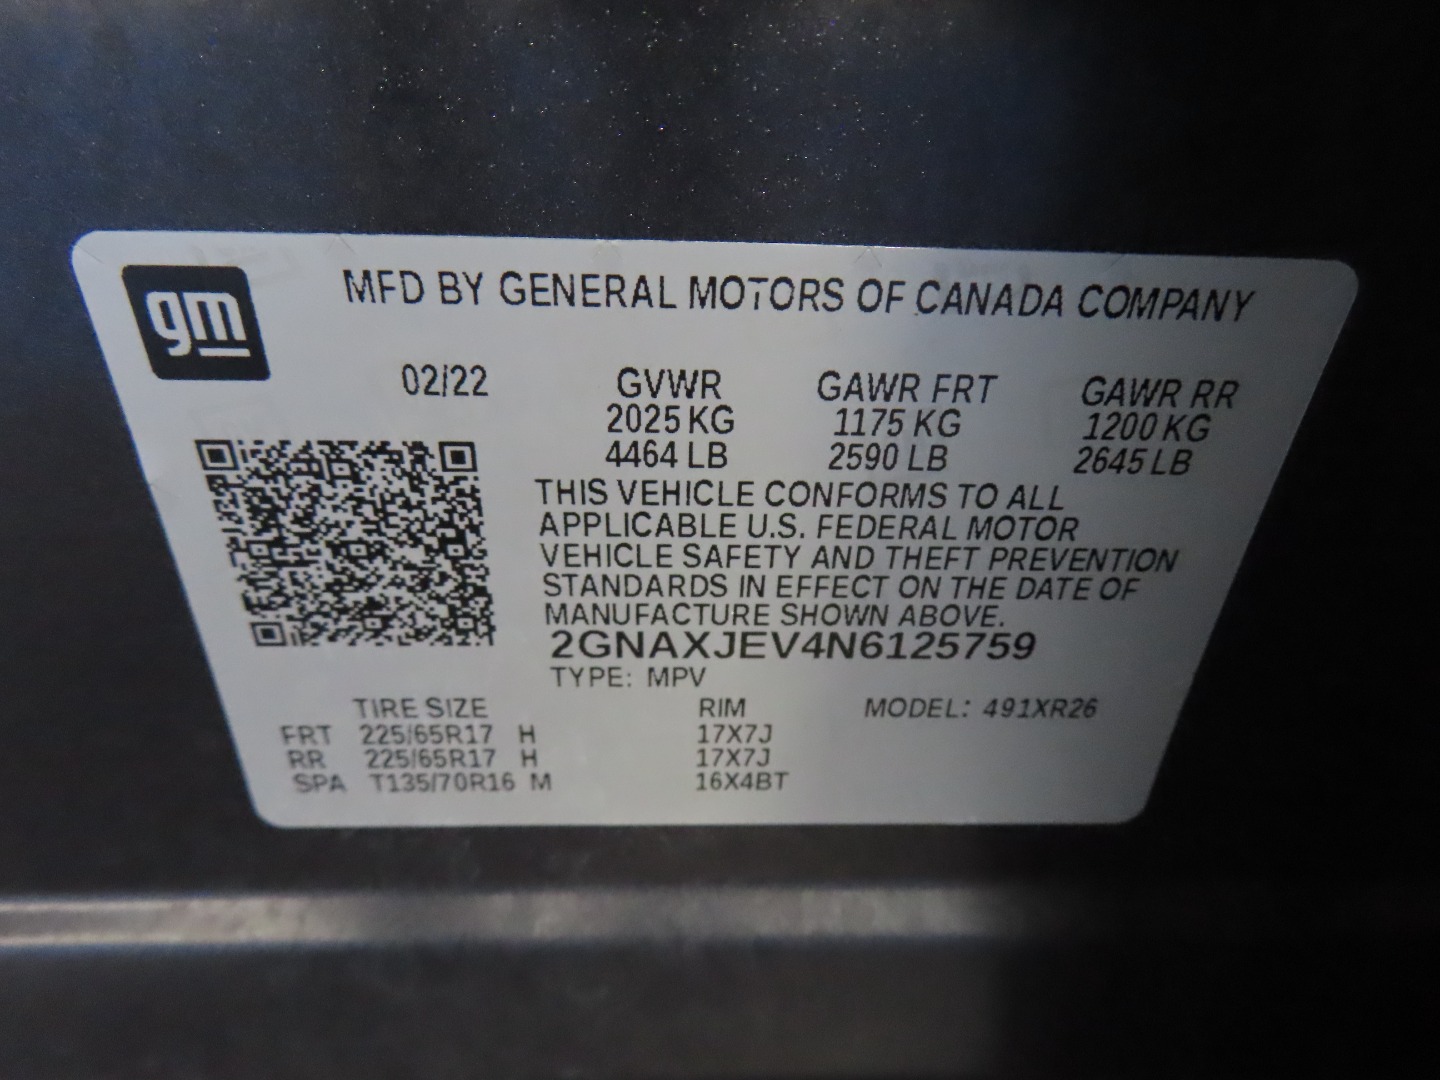 gm
MFD BY GENERAL MOTORS OF CANADA COMPANY
02/22 GVWR GAWR FRT GAWR RR
2025 KG 1175 KG 1200 KG
4464 LB 2590 LB 2645 LB
THIS VEHICLE CONFORMS TO ALL
APPLICABLE U.S. FEDERAL MOTOR
VEHICLE SAFETY AND THEFT PREVENTION
STANDARDS IN EFFECT ON THE DATE OF
MANUFACTURE SHOWN ABOVE.
2GNAXJEV4N6125759
TYPE: MPV
TIRE SIZE RIM MODEL: 491XR26
FRT 225/65R17 H 17X7J
RR 225/65R17 H 17X7J
SPA T135/70R16 M 16X4BT